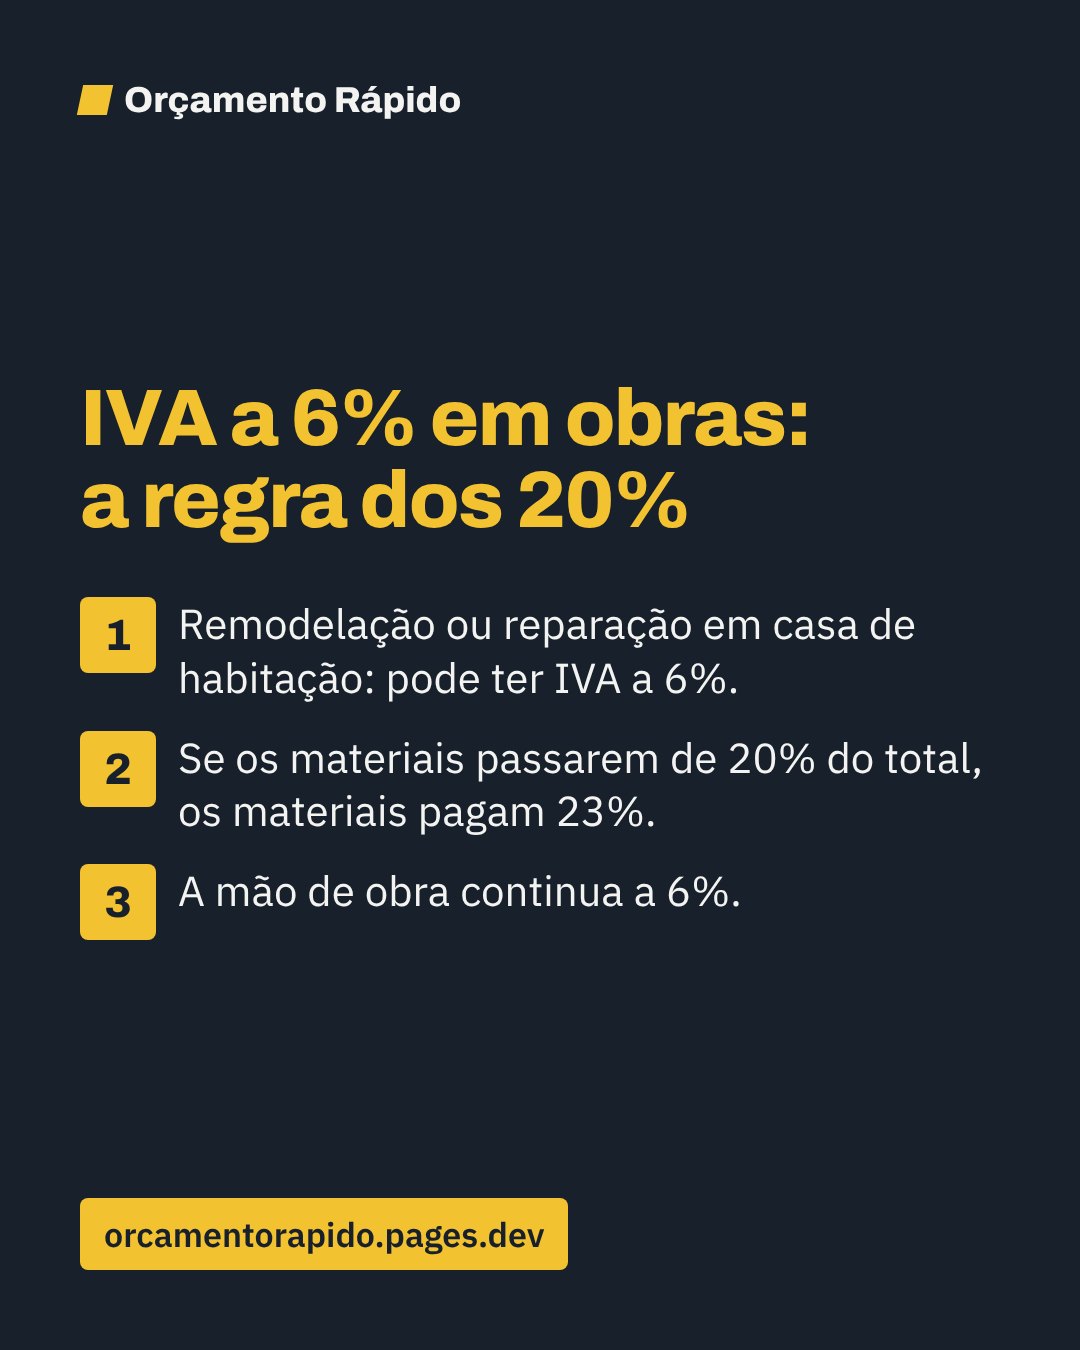 Orçamento Rápido
IVA a 6% em obras:
a regra dos 20%
1 Remodelação ou reparação em casa de
habitação: pode ter IVA a 6%.
2 Se os materiais passarem de 20% do total,
os materiais pagam 23%.
3 A mão de obra continua a 6%.
orcamentorapido.pages.dev